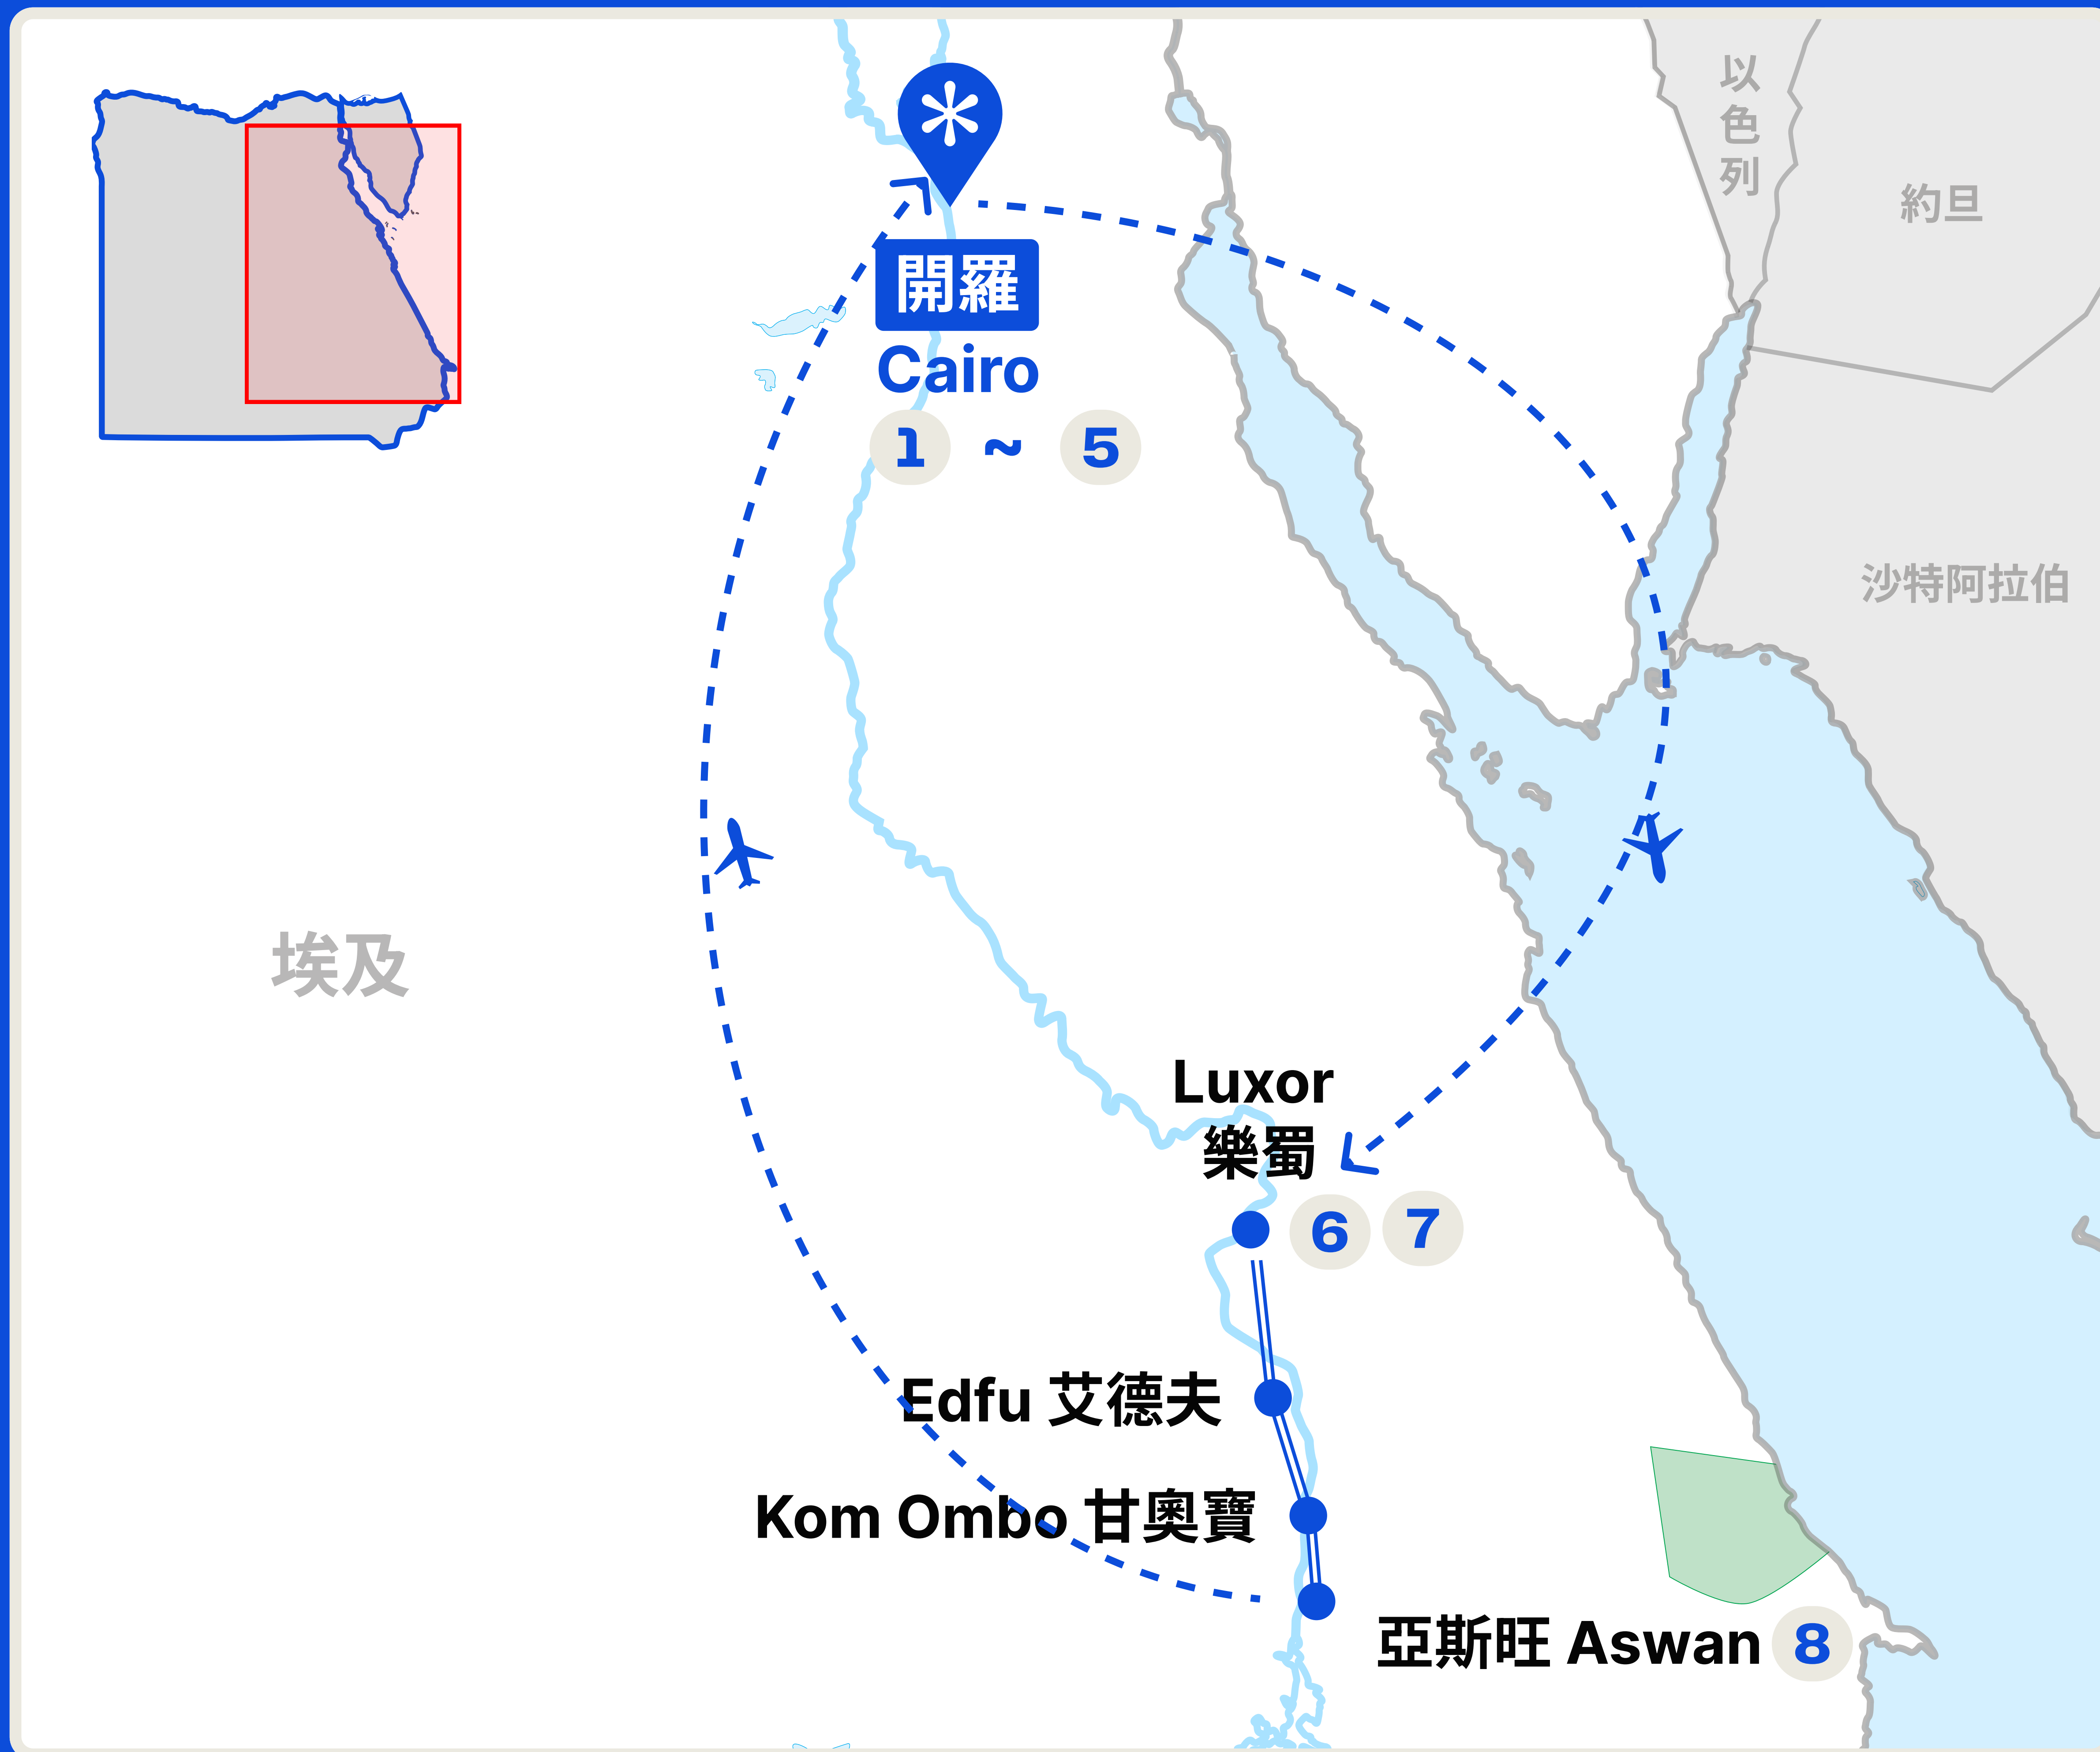 以色列
約旦
開羅
Cairo
1 ~ 5
沙特阿拉伯
埃及
Luxor
樂蜀
6 7
Edfu 艾德夫
Kom Ombo 甘奧寶
亞斯旺 Aswan 8